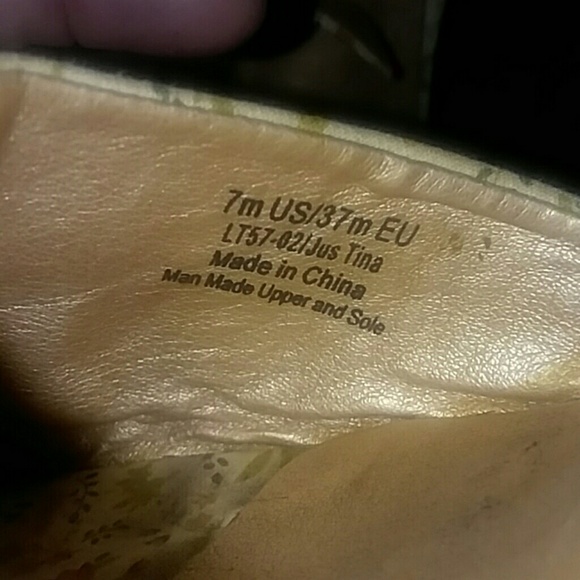 7m US/37m EU
LT57-02/Jus Tina
Made in China
Man Made Upper and Sole